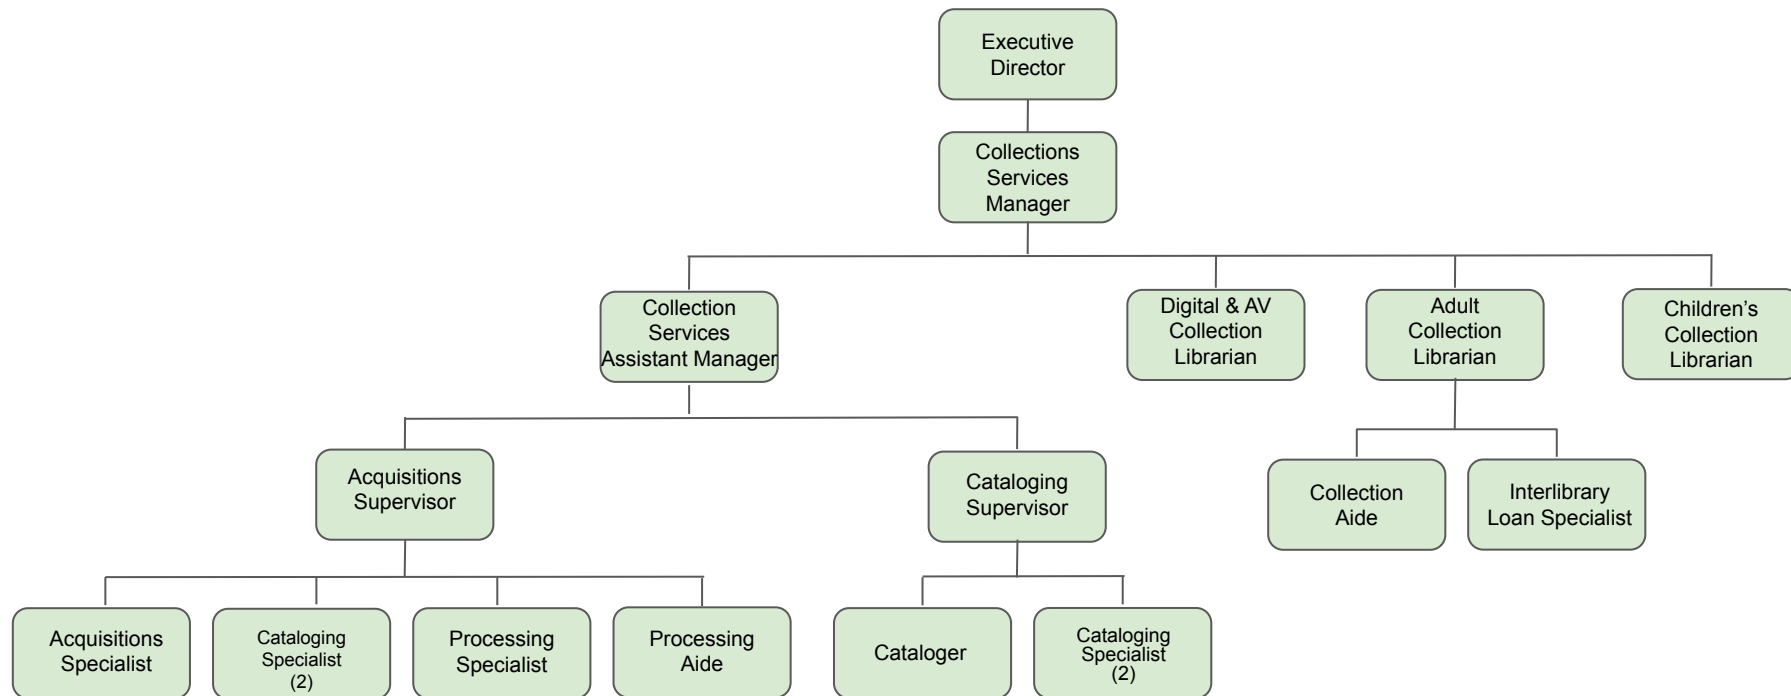 Executive
Director
Collections
Services
Manager
Collection
Services
Assistant Manager
Digital & AV
Collection
Librarian
Adult
Collection
Librarian
Children’s
Collection
Librarian
Acquisitions
Supervisor
Cataloging
Supervisor
Collection
Aide
Interlibrary
Loan Specialist
Acquisitions
Specialist
Cataloging
Specialist
(2)
Processing
Specialist
Processing
Aide
Cataloger
Cataloging
Specialist
(2)